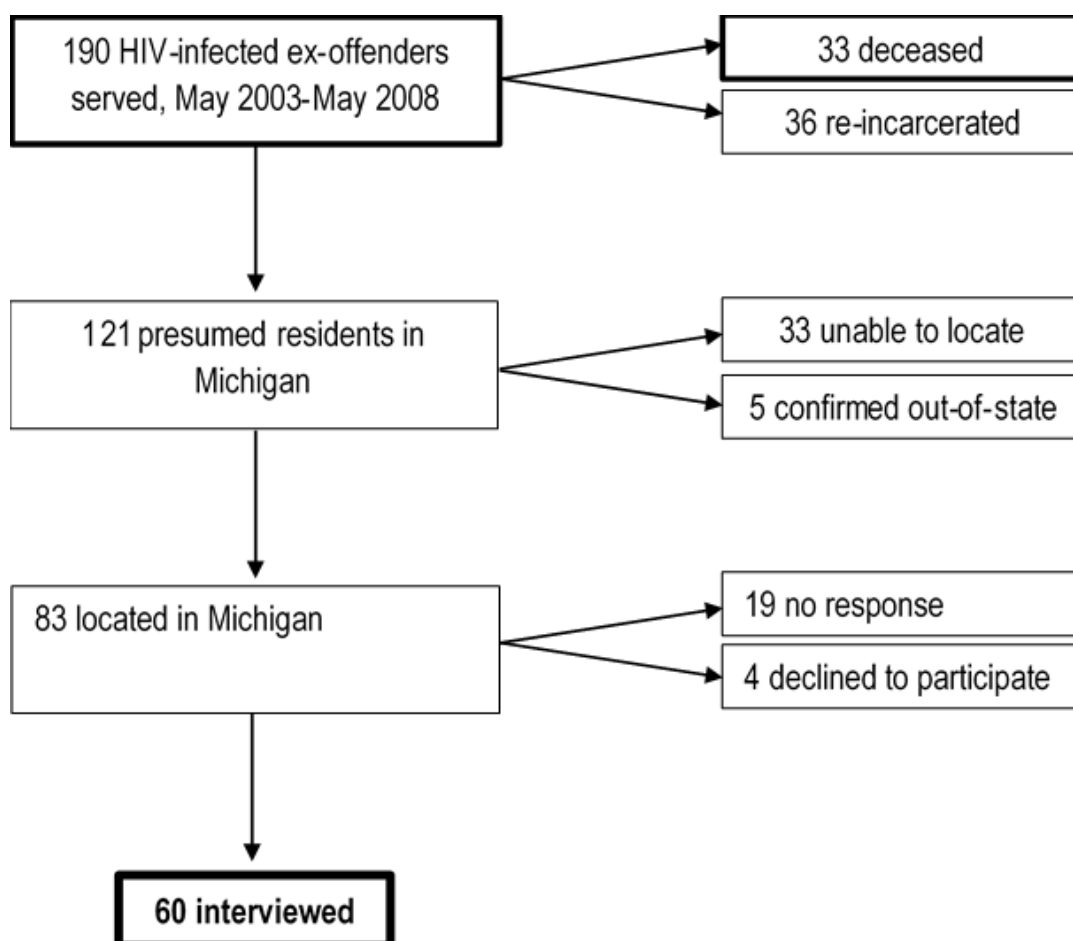 190 HIV-infected ex-offenders
served, May 2003-May 2008
33 deceased
36 re-incarcerated
121 presumed residents in
Michigan
33 unable to locate
5 confirmed out-of-state
83 located in Michigan
19 no response
4 declined to participate
60 interviewed